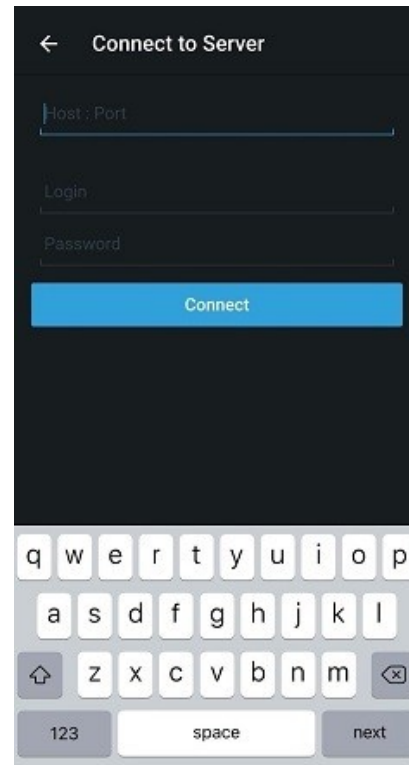 Connect to Server
Host : Port
Login
Password
Connect
q w e r t y u i o p
a s d f g h j k l
z x c v b n m
123 space next